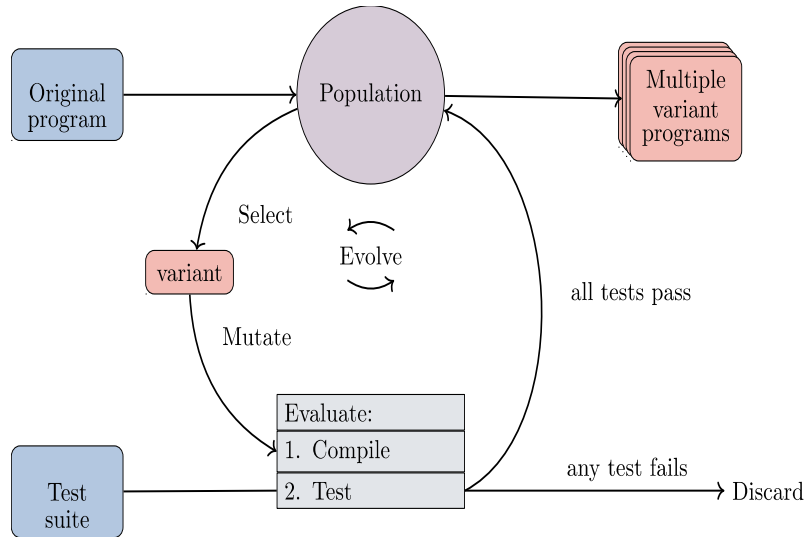 Original
program
Population
Multiple
variant
programs
Select
Evolve
variant
all tests pass
Mutate
Evaluate:
1. Compile
2. Test
any test fails
Discard
Test
suite